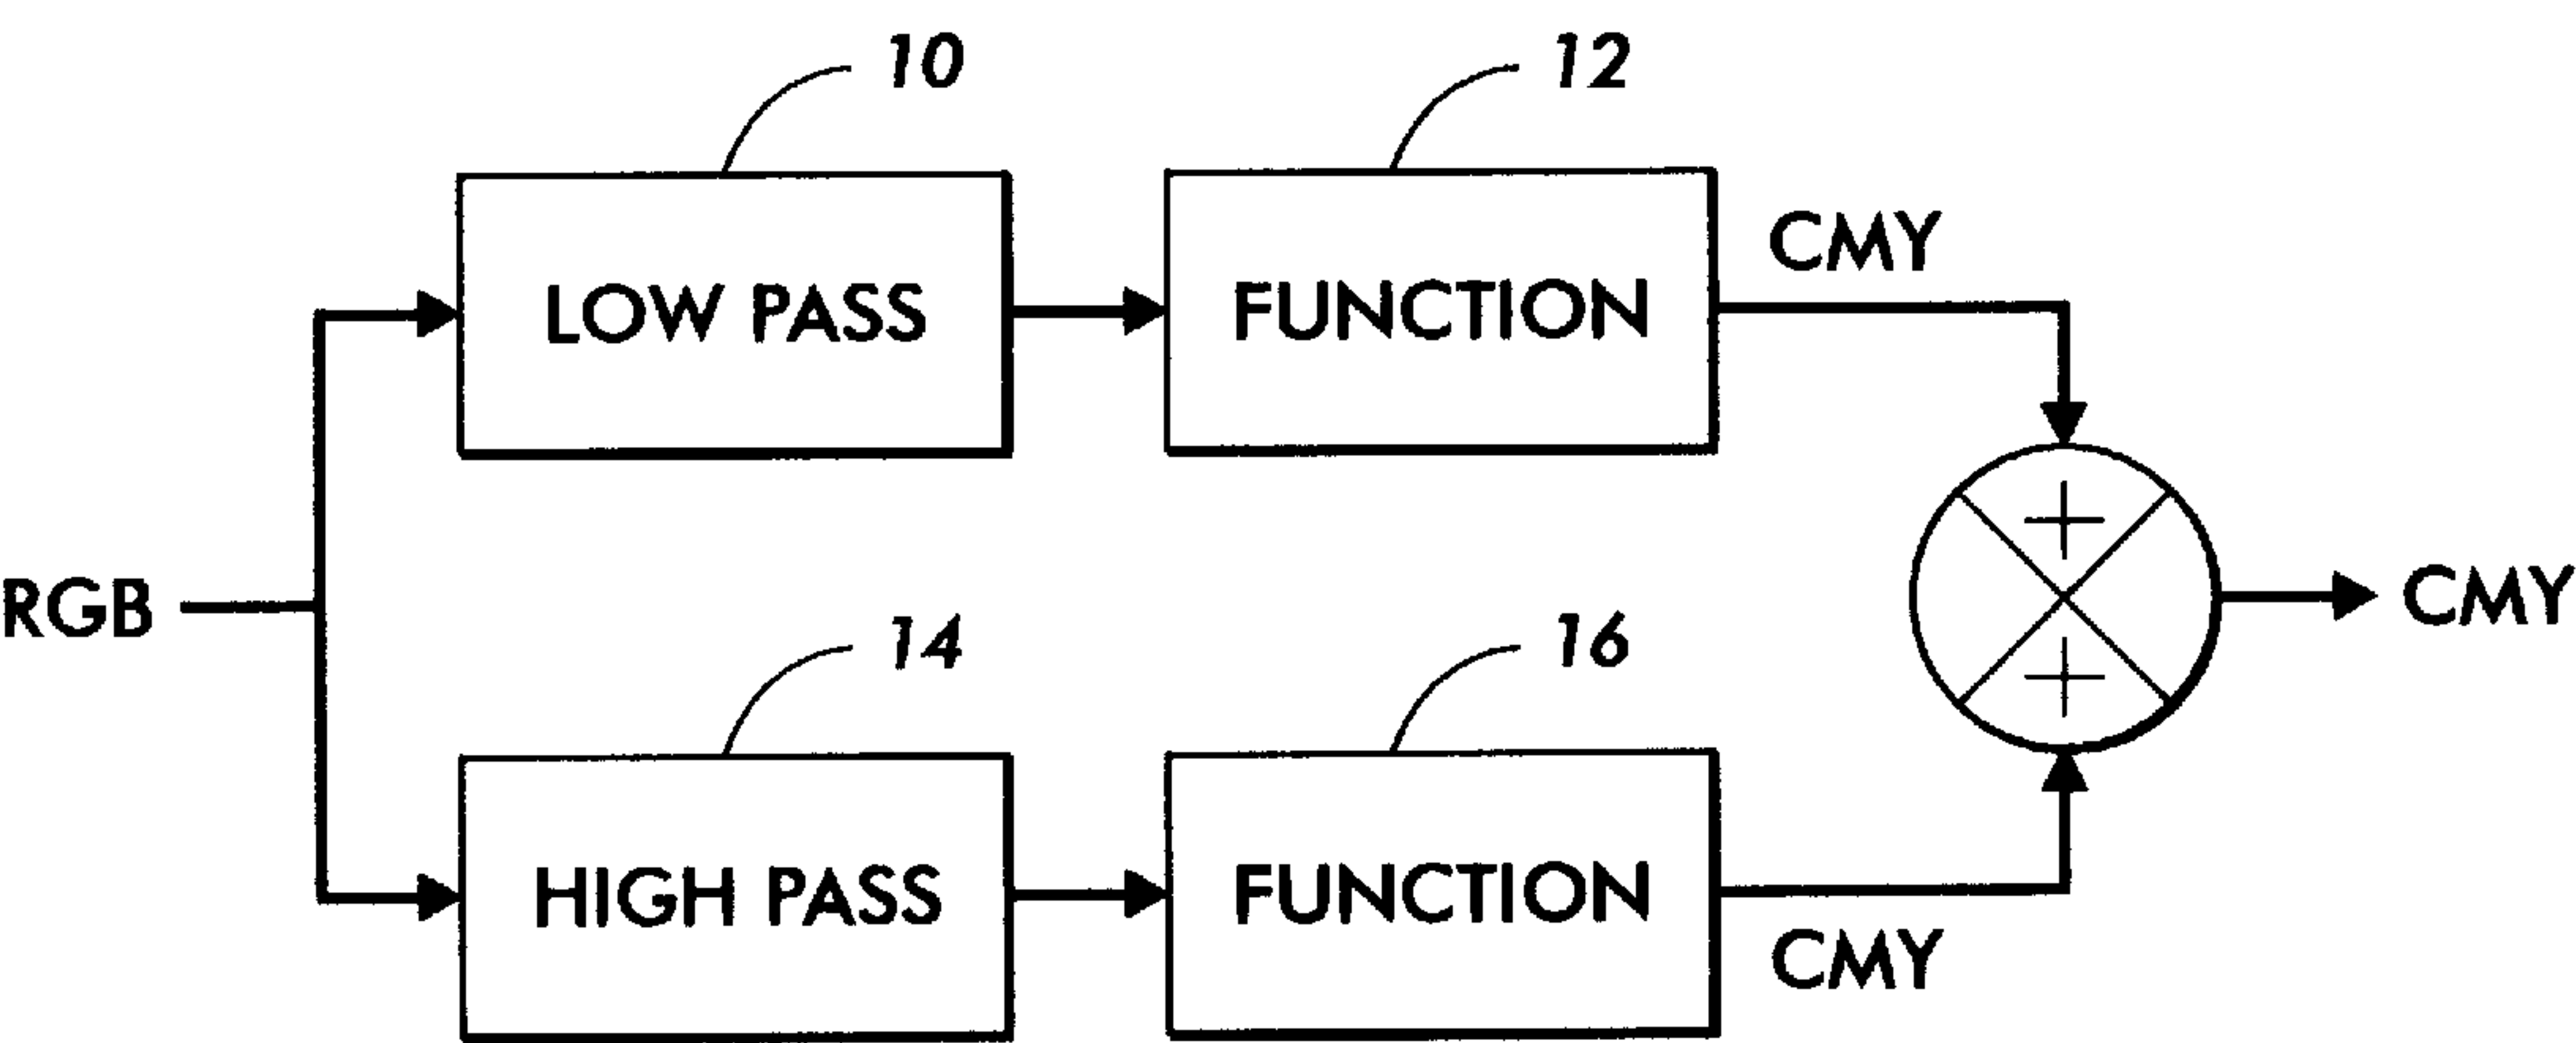 10
12
LOW PASS
FUNCTION
CMY
+
+
RGB
CMY
14
16
HIGH PASS
FUNCTION
CMY